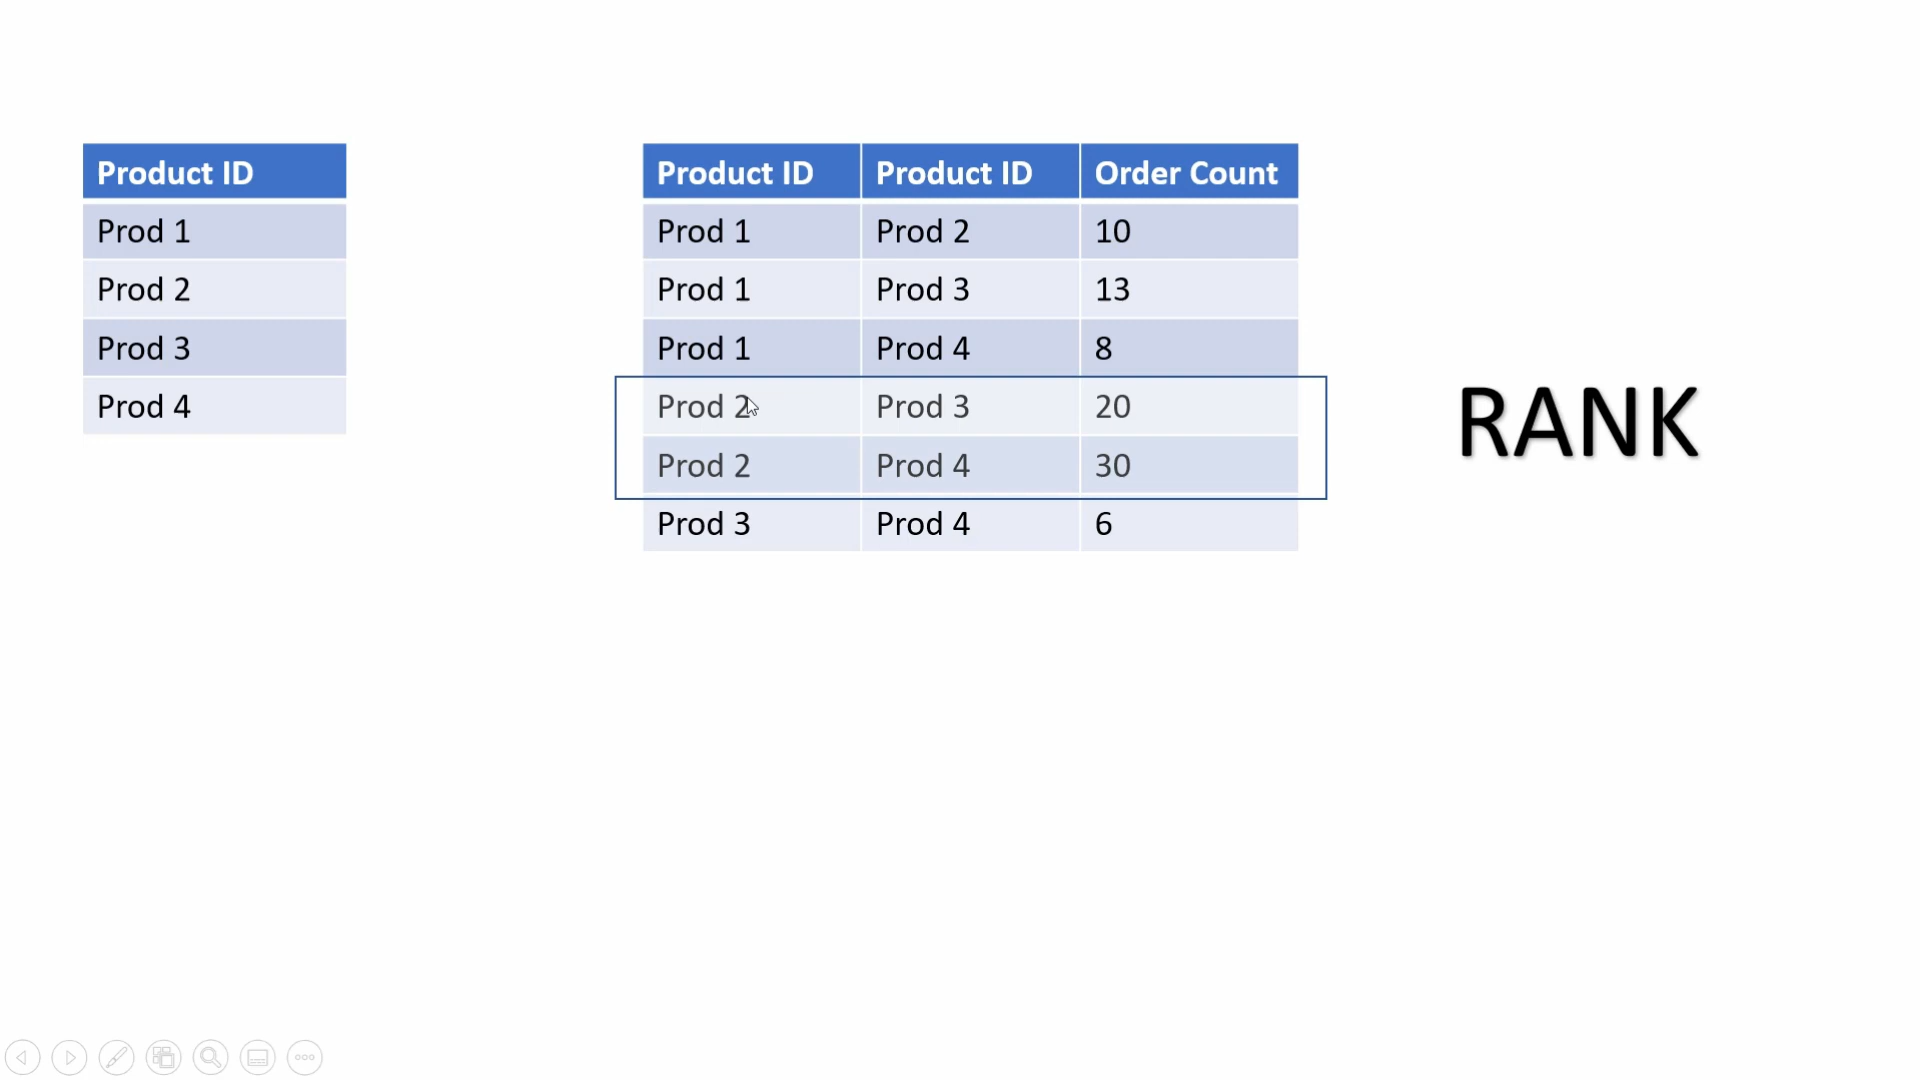 Product ID
Prod 1
Prod 2
Prod 3
Prod 4
Product ID Product ID Order Count
Prod 1 Prod 2 10
Prod 1 Prod 3 13
Prod 1 Prod 4 8
Prod 2 Prod 3 20
Prod 2 Prod 4 30
Prod 3 Prod 4 6
RANK